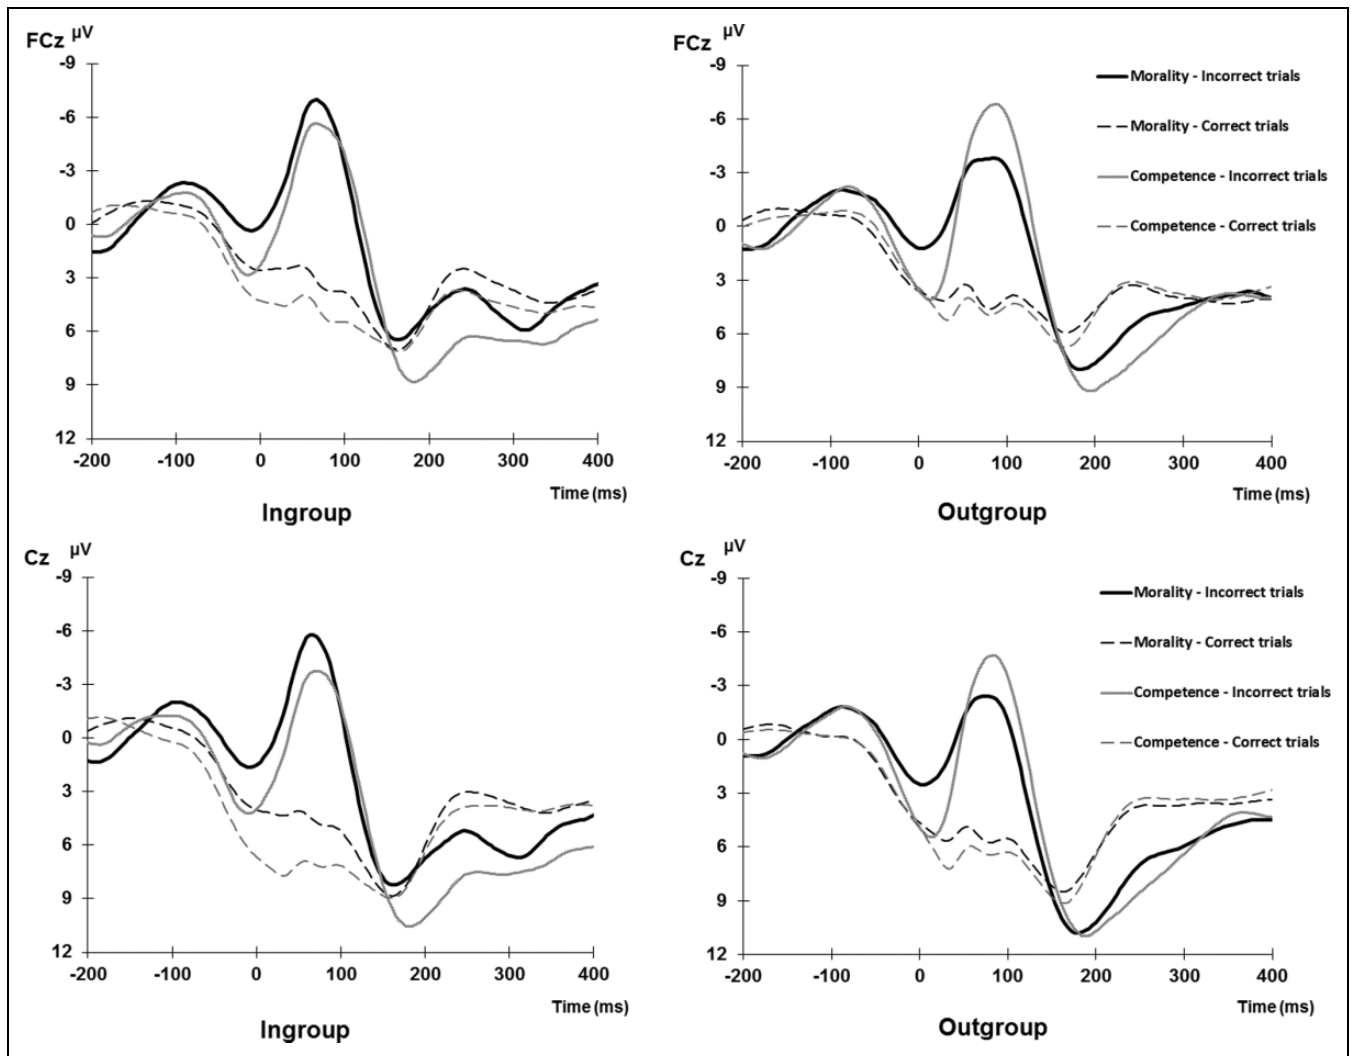 FCz µV
-9
-6
-3
0
3
6
9
12
-200 -100 0 100 200 300 400
Time (ms)
Ingroup
FCz µV
-9
-6
-3
0
3
6
9
12
-200 -100 0 100 200 300 400
Time (ms)
Outgroup
Morality - Incorrect trials
Morality - Correct trials
Competence - Incorrect trials
Competence - Correct trials
Cz µV
-9
-6
-3
0
3
6
9
12
-200 -100 0 100 200 300 400
Time (ms)
Ingroup
Cz µV
-9
-6
-3
0
3
6
9
12
-200 -100 0 100 200 300 400
Time (ms)
Outgroup
Morality - Incorrect trials
Morality - Correct trials
Competence - Incorrect trials
Competence - Correct trials